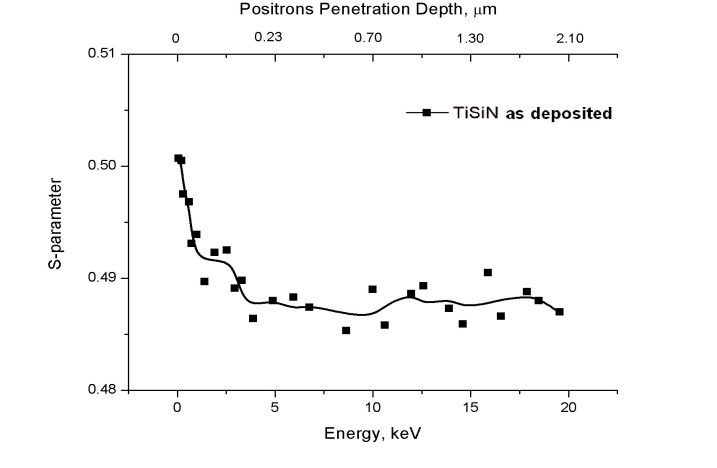 Positrons Penetration Depth, μm
0 0.23 0.70 1.30 2.10
0.51
TiSiN as deposited
0.50
S-parameter
0.49
0.48
0 5 10 15 20
Energy, keV